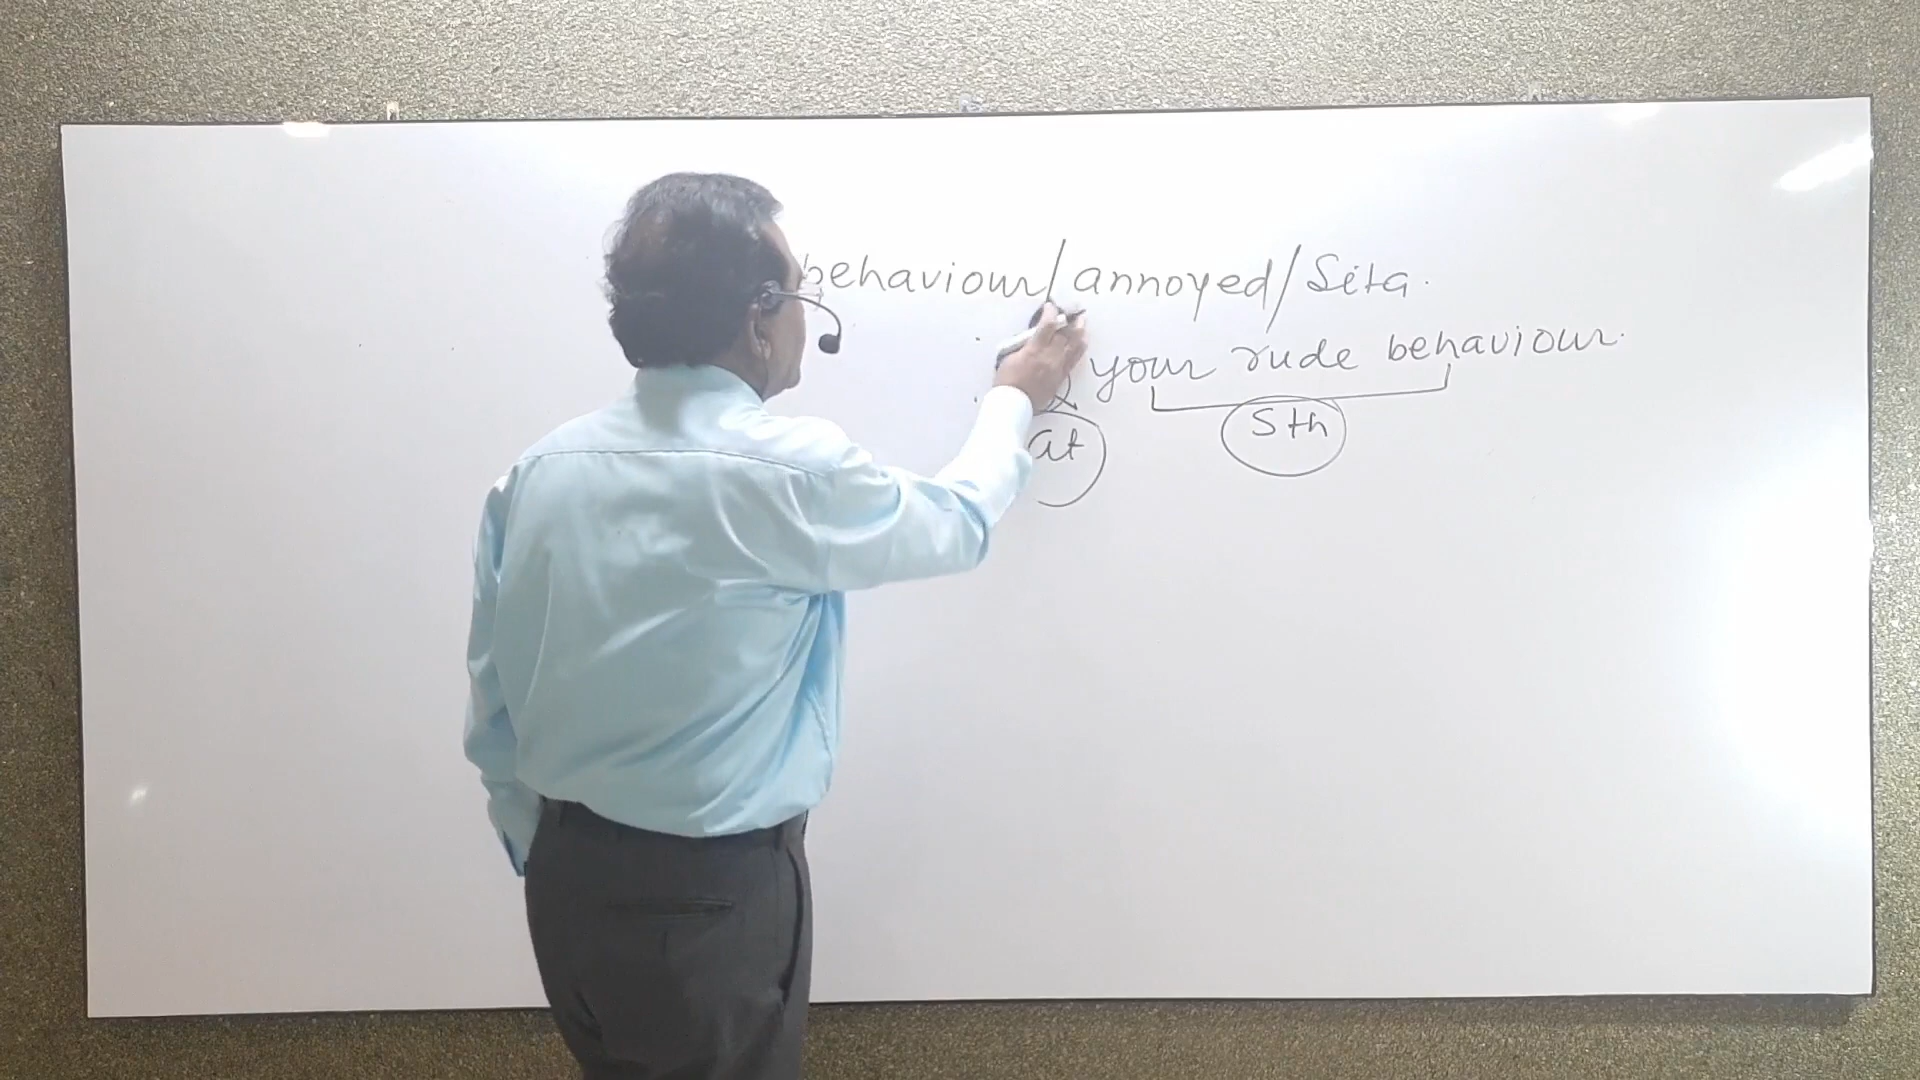 behaviour/annoyed/Sita.
your rude behaviour.
at Sth